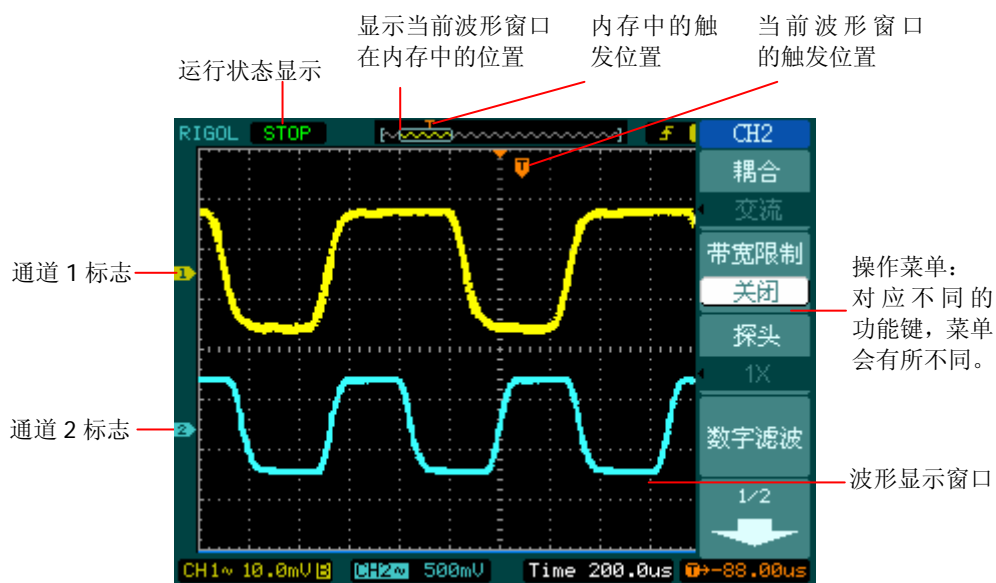 显示当前波形窗口
在内存中的位置
内存中的触
发位置
当前波形窗口
的触发位置
运行状态显示
RIGOL STOP
T
CH2
T
耦合
交流
带宽限制
关闭
探头
1X
数字滤波
1/2
通道 1 标志
1
通道 2 标志
2
操作菜单：
对应不同的
功能键，菜单
会有所不同。
波形显示窗口
CH1~ 10.0mV B CH2~ 500mV Time 200.0us T→-88.00us